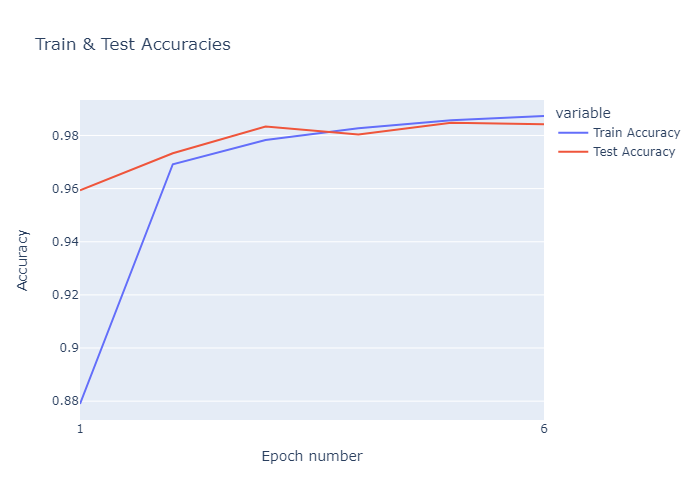 Train & Test Accuracies
variable
Train Accuracy
Test Accuracy
Accuracy
0.98
0.96
0.94
0.92
0.9
0.88
1
6
Epoch number